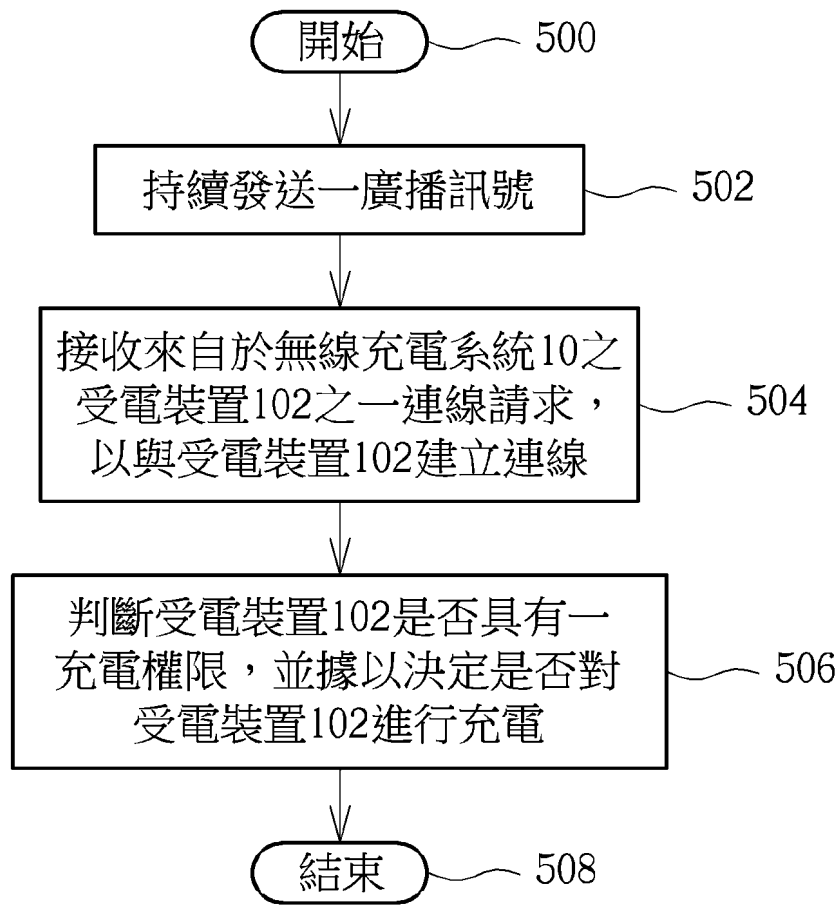 開始
500
持續發送一廣播訊號
502
接收來自於無線充電系統10之
受電裝置102之一連線請求，
以與受電裝置102建立連線
504
判斷受電裝置102是否具有一
充電權限，並據以決定是否對
受電裝置102進行充電
506
結束
508